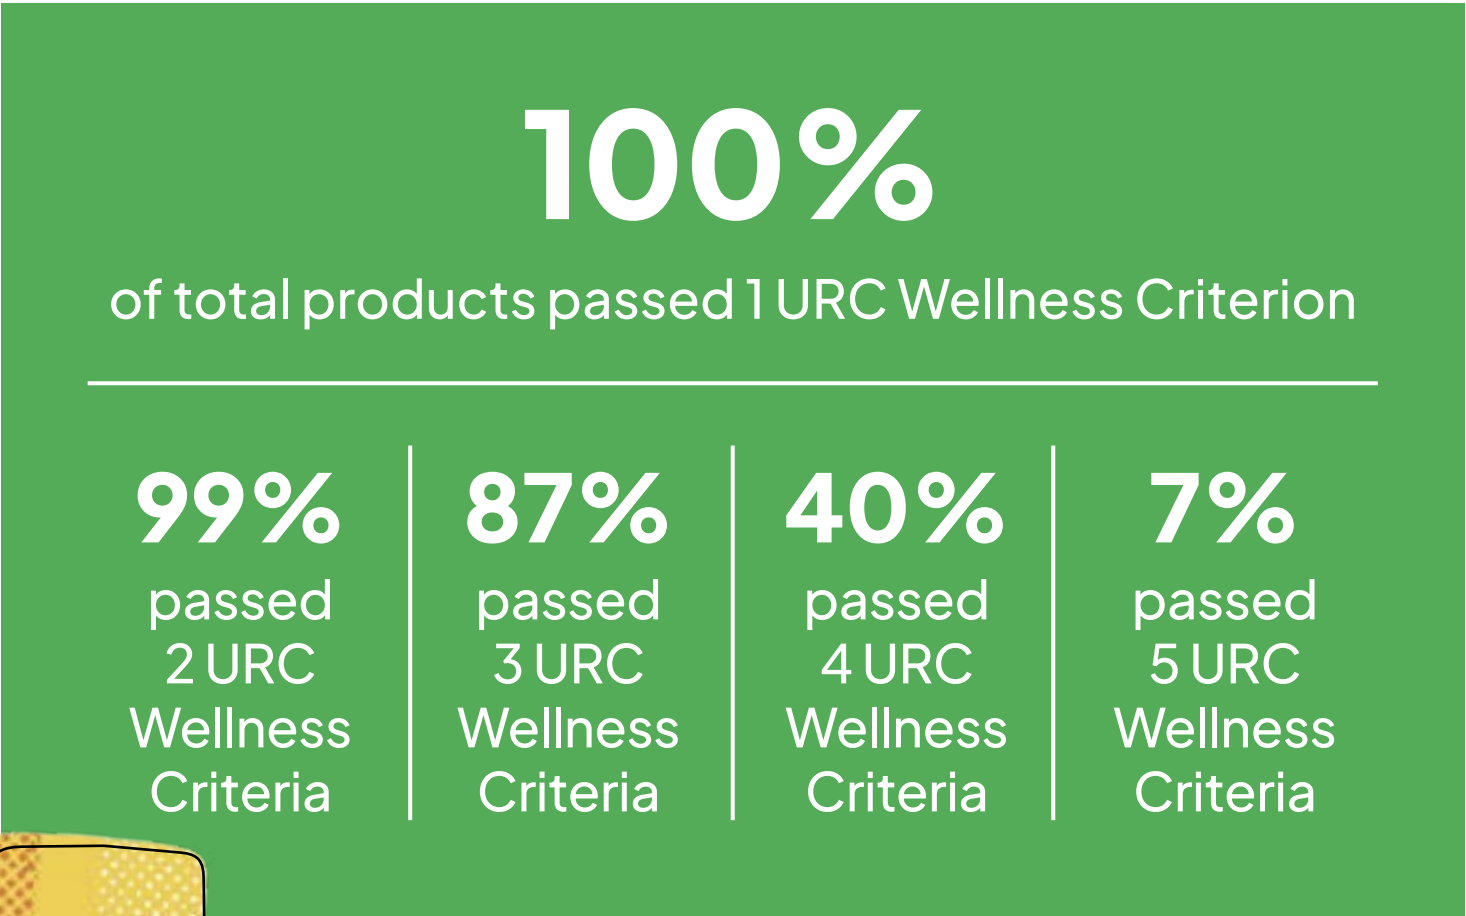 100%
of total products passed 1 URC Wellness Criterion
99%
passed
2 URC
Wellness
Criteria
87%
passed
3 URC
Wellness
Criteria
40%
passed
4 URC
Wellness
Criteria
7%
passed
5 URC
Wellness
Criteria